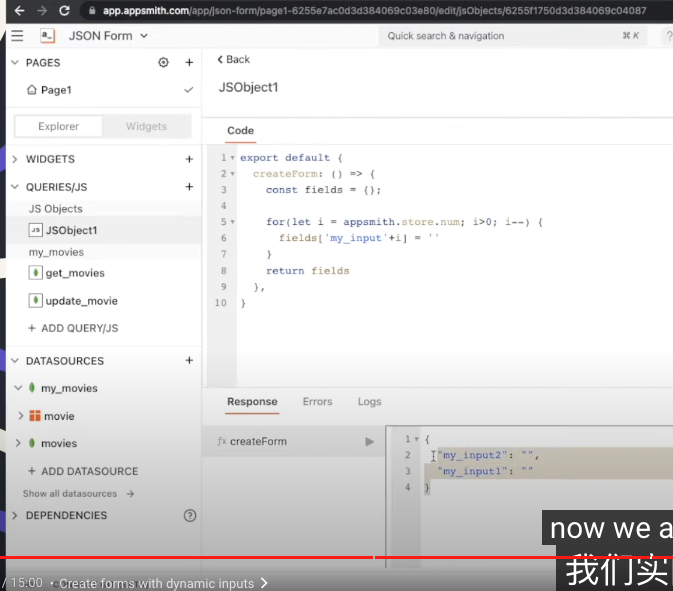 app.appsmith.com/app/json-form/page1-6255e7ac0d3d384069c03e80/edit/jsObjects/6255f1750d3d384069c04087
a_ JSON Form Quick search & navigation ⌘ K ?
PAGES +
Page1
Explorer Widgets
WIDGETS +
QUERIES/JS +
JS Objects
JS JSObject1
my_movies
get_movies
update_movie
+ ADD QUERY/JS
DATASOURCES +
my_movies
movie
movies
+ ADD DATASOURCE
Show all datasources →
DEPENDENCIES ?
< Back
JSObject1
Code
1 export default {
2 createForm: () => {
3 const fields = {};
4
5 for(let i = appsmith.store.num; i>0; i--) {
6 fields['my_input'+i] = ''
7 }
8 return fields
9 },
10 }
Response Errors Logs
fx createForm
1 {
2 "my_input2": "",
3 "my_input1": ""
4 }
now we a
我们实
/ 15:00 • Create forms with dynamic inputs >